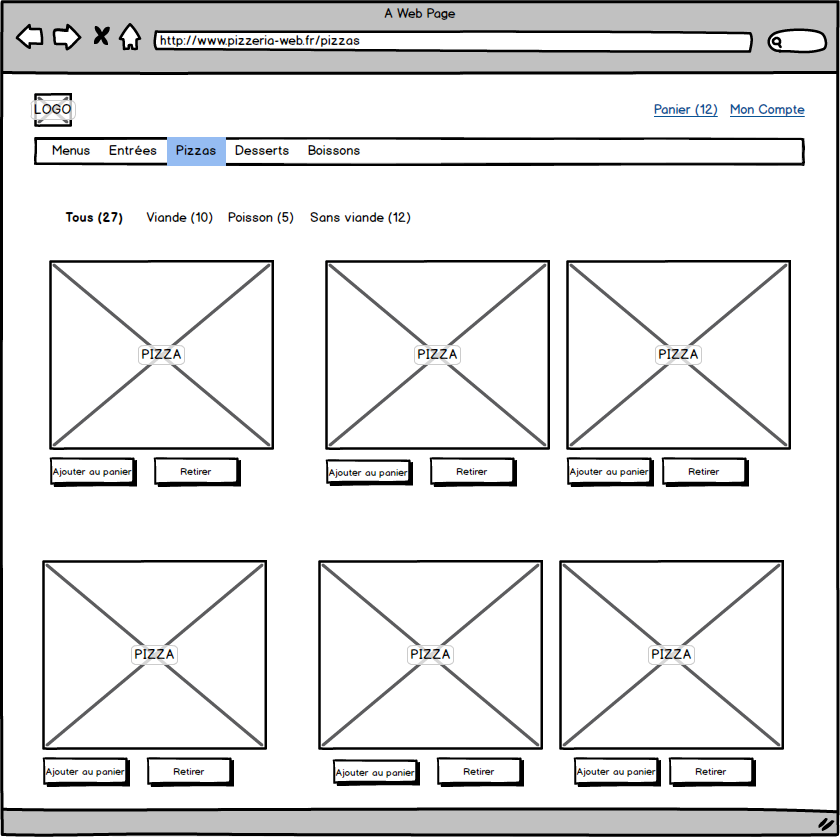 A Web Page
http://www.pizzeria-web.fr/pizzas
LOGO
Panier (12) Mon Compte
Menus Entrées Pizzas Desserts Boissons
Tous (27) Viande (10) Poisson (5) Sans viande (12)
PIZZA PIZZA PIZZA
Ajouter au panier Retirer Ajouter au panier Retirer Ajouter au panier Retirer
PIZZA PIZZA PIZZA
Ajouter au panier Retirer Ajouter au panier Retirer Ajouter au panier Retirer